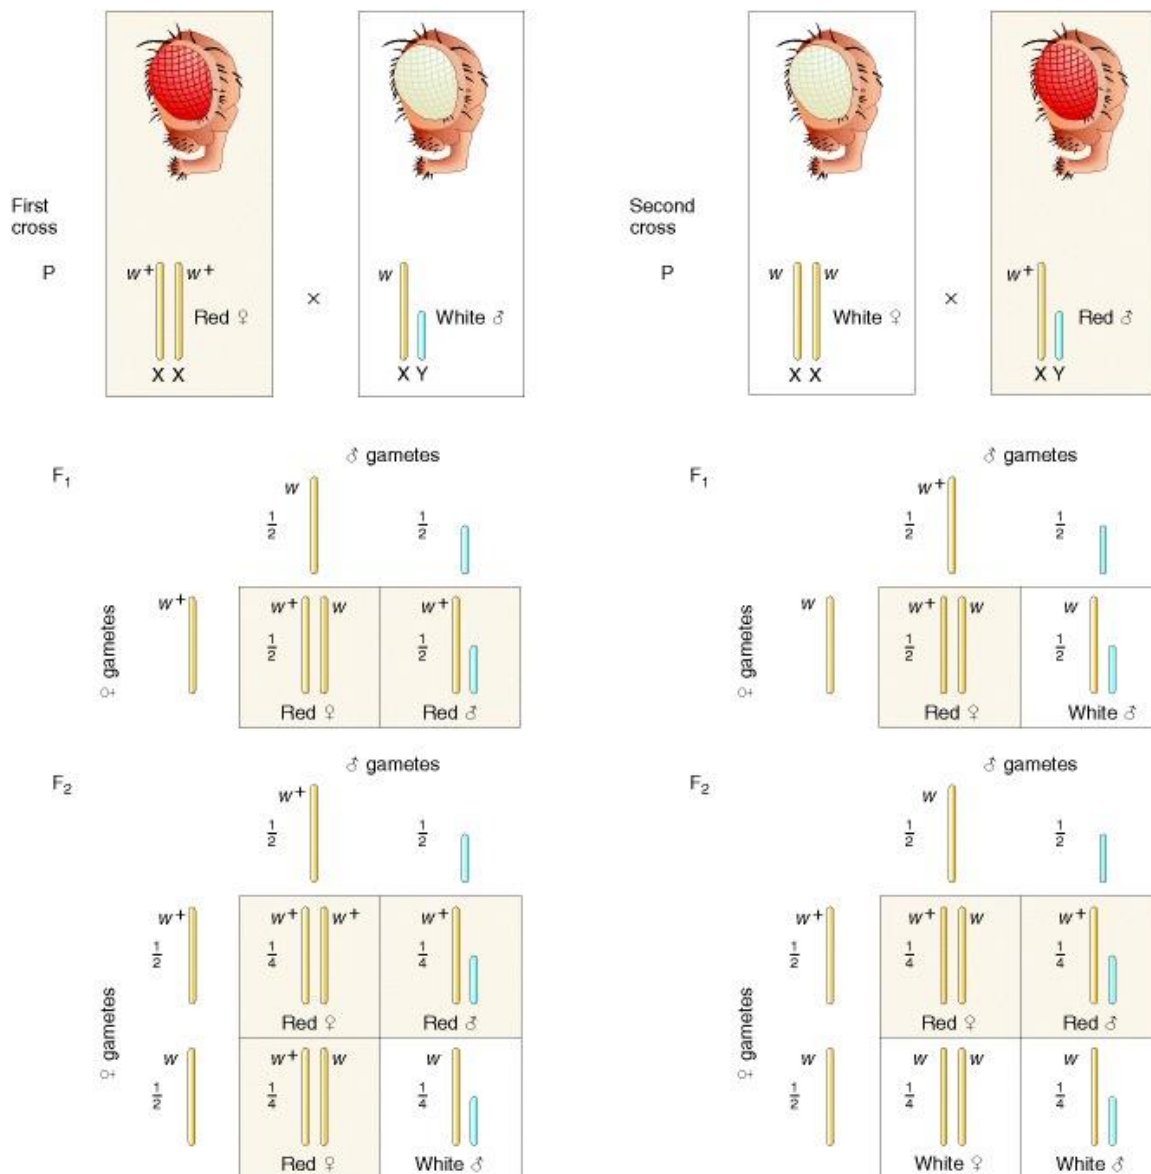 First
cross
P
w+ w+
Red ♀
X X
×
w
White ♂
X Y
F1
♂ gametes
w
1/2 1/2
♀ gametes
w+
w+ w w+
1/2 1/2
Red ♀ Red ♂
F2
♂ gametes
w+
1/2 1/2
♀ gametes
w+ w+ w+ w+
1/2 1/4 1/4
Red ♀ Red ♂
w w+ w w
1/2 1/4 1/4
Red ♀ White ♂
Second
cross
P
w w
White ♀
X X
×
w+
Red ♂
X Y
F1
♂ gametes
w+
1/2 1/2
♀ gametes
w
w+ w w
1/2 1/2
Red ♀ White ♂
F2
♂ gametes
w
1/2 1/2
♀ gametes
w+ w+ w w+
1/2 1/4 1/4
Red ♀ Red ♂
w w w w
1/2 1/4 1/4
White ♀ White ♂